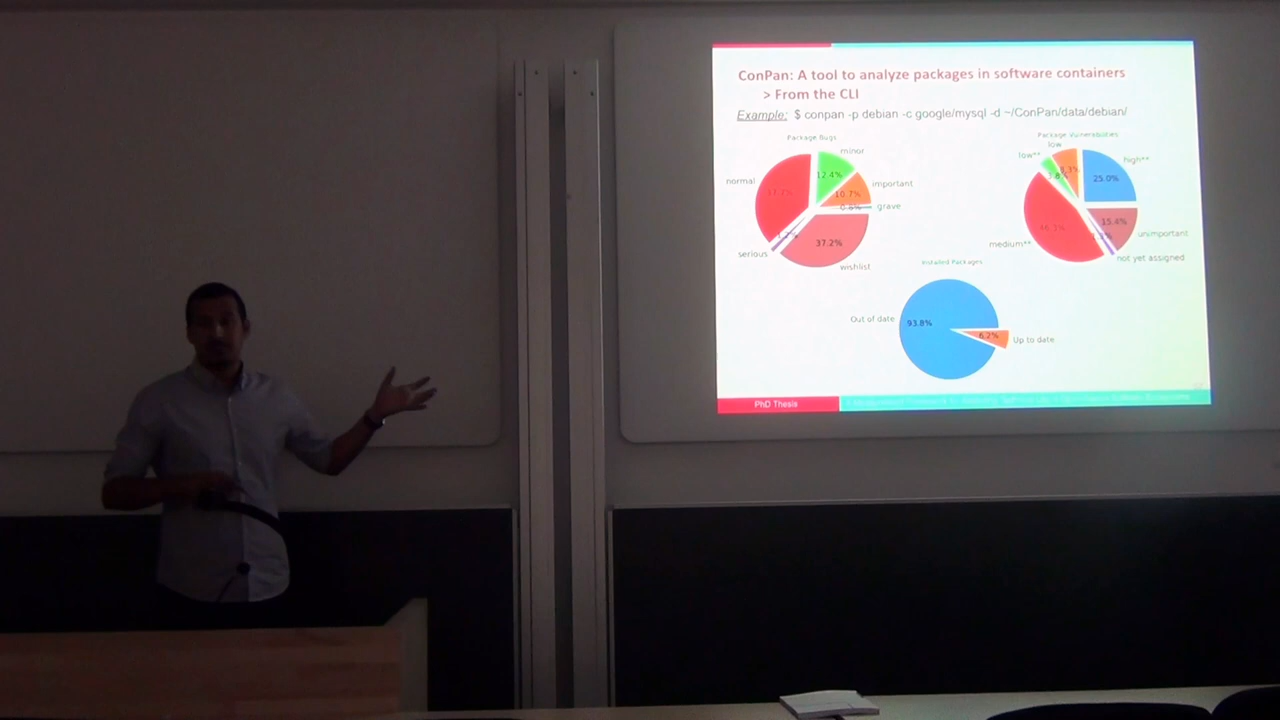 ConPan: A tool to analyze packages in software containers
> From the CLI
Example: $ conpan -p debian -c google/mysql -d ~/ConPan/data/debian/
Package Bugs
minor
12.4%
normal
important
10.7%
grave
0.8%
37.2%
serious
wishlist
Package Vulnerabilities
low
low**
high**
25.0%
15.4%
medium**
unimportant
not yet assigned
Installed Packages
Out of date
93.8%
6.2%
Up to date
PhD Thesis